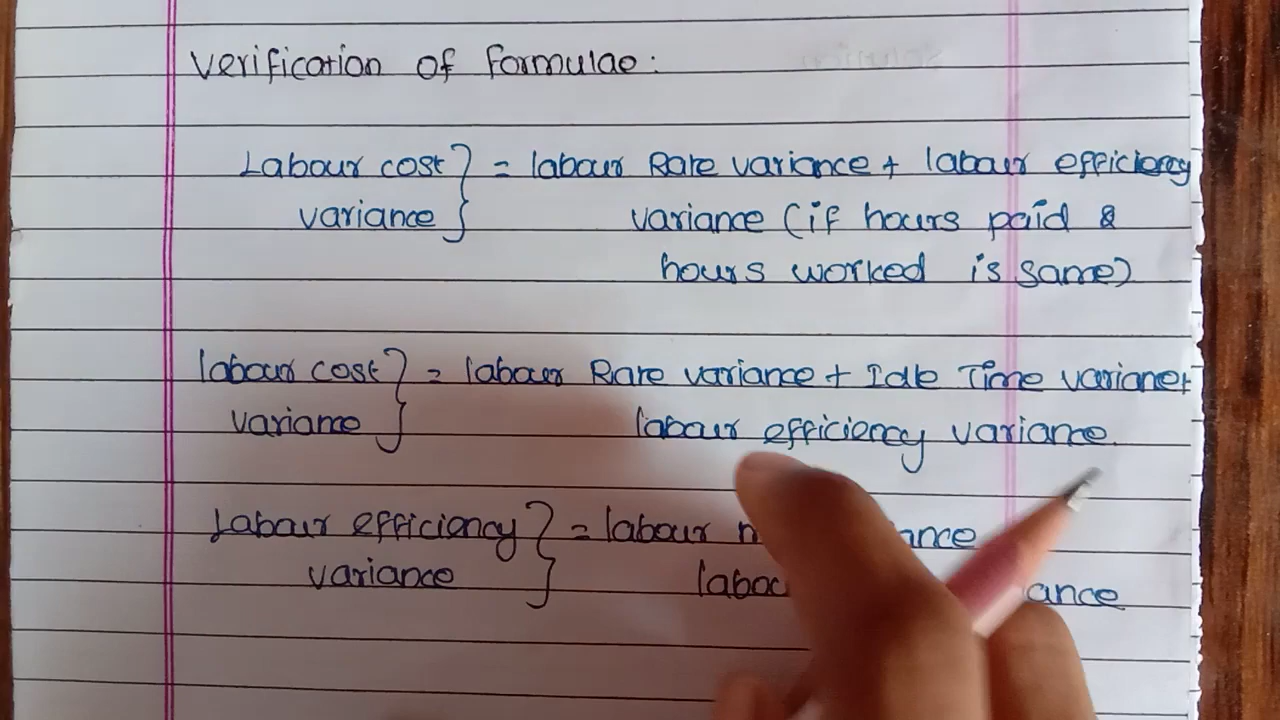 Verification of Formulae:
Labour cost } = labour Rate variance + labour efficiency
variance } variance (if hours paid &
hours worked is same)
labour cost } = labour Rate variance + Idle Time variance+
variance } labour efficiency variance.
Labour efficiency } = labour
variance }